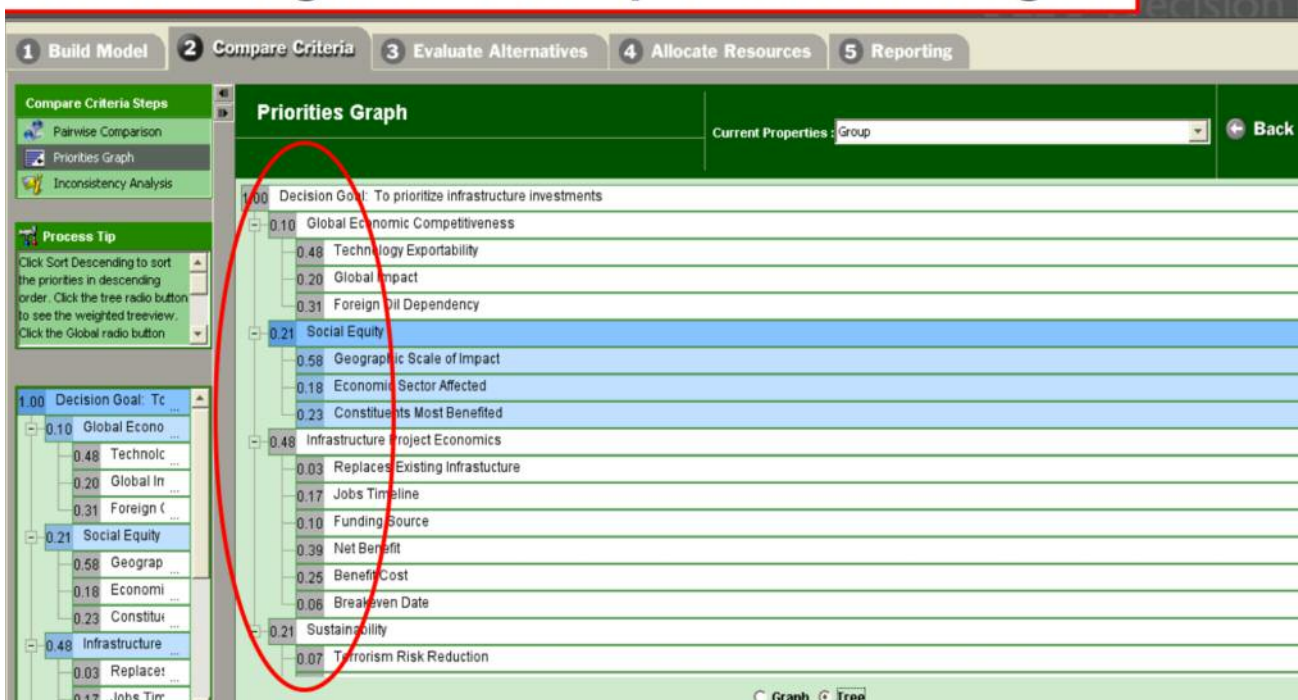 1 Build Model 2 Compare Criteria 3 Evaluate Alternatives 4 Allocate Resources 5 Reporting
Compare Criteria Steps
Pairwise Comparison
Priorities Graph
Inconsistency Analysis
Process Tip
Click Sort Descending to sort
the priorities in descending
order. Click the tree radio button
to see the weighted treeview.
Click the Global radio button
1.00 Decision Goal: Tc ...
0.10 Global Econo ...
0.48 Technolc ...
0.20 Global Im ...
0.31 Foreign ( ...
0.21 Social Equity
0.58 Geograp ...
0.18 Economi ...
0.23 Constitue ...
0.48 Infrastructure ...
0.03 Replaces ...
0.17 Jobs Tim
Priorities Graph
Current Properties : Group
Back
1.00 Decision Goal: To prioritize infrastructure investments
0.10 Global Economic Competitiveness
0.48 Technology Exportability
0.20 Global Impact
0.31 Foreign Oil Dependency
0.21 Social Equity
0.58 Geographic Scale of Impact
0.18 Economic Sector Affected
0.23 Constituents Most Benefited
0.48 Infrastructure Project Economics
0.03 Replaces Existing Infrastucture
0.17 Jobs Timeline
0.10 Funding Source
0.39 Net Benefit
0.25 Benefit Cost
0.06 Breakeven Date
0.21 Sustainability
0.07 Terrorism Risk Reduction
Graph Tree